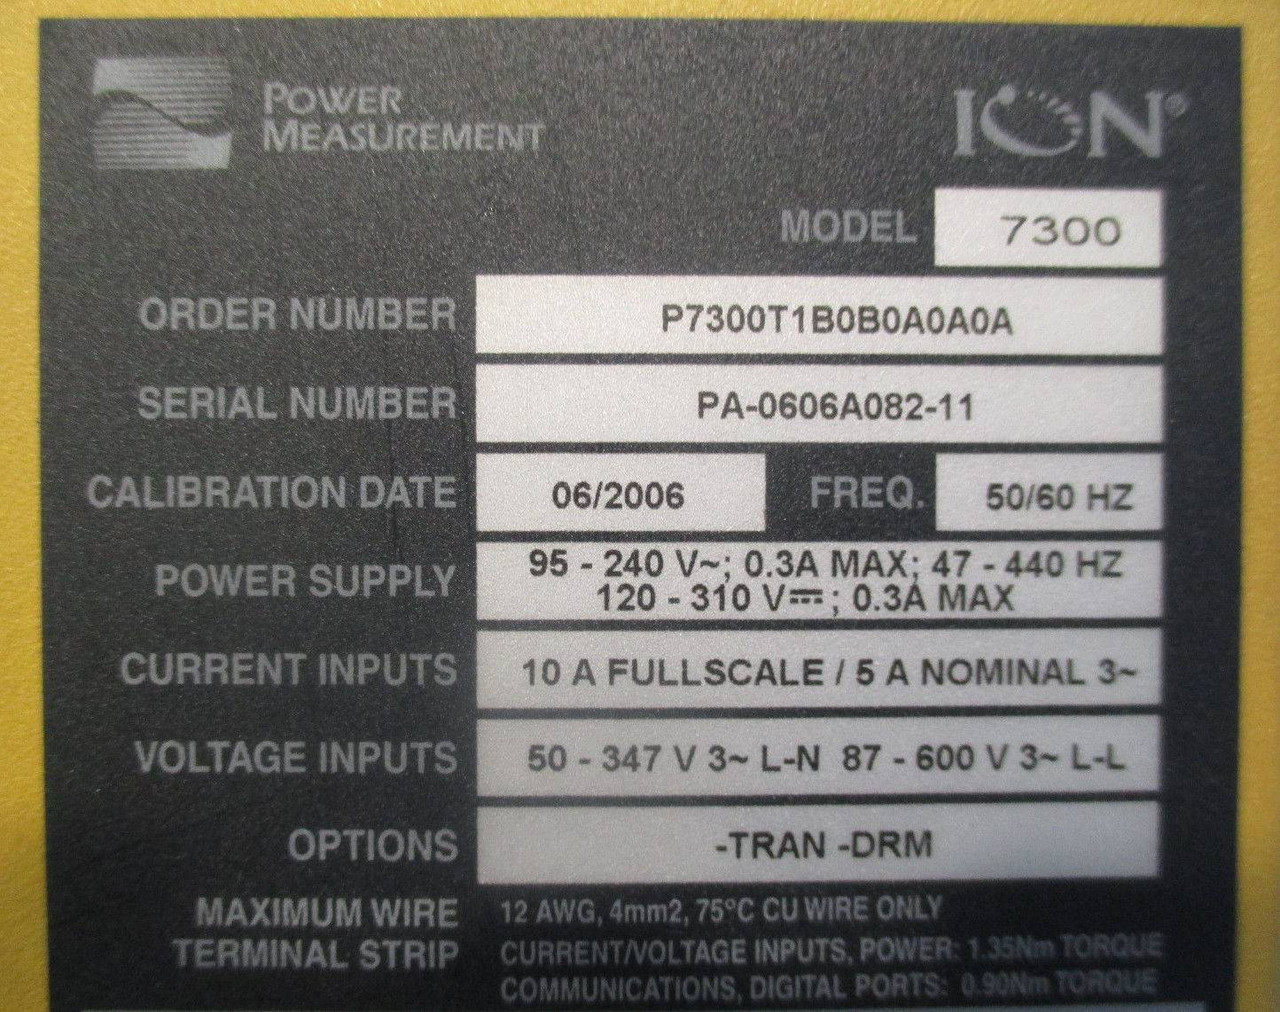 POWER
MEASUREMENT
ION®
MODEL 7300
ORDER NUMBER P7300T1B0B0A0A0A
SERIAL NUMBER PA-0606A082-11
CALIBRATION DATE 06/2006 FREQ. 50/60 HZ
POWER SUPPLY 95 - 240 V~; 0.3A MAX; 47 - 440 HZ
120 - 310 V⎓; 0.3A MAX
CURRENT INPUTS 10 A FULLSCALE / 5 A NOMINAL 3~
VOLTAGE INPUTS 50 - 347 V 3~ L-N 87 - 600 V 3~ L-L
OPTIONS -TRAN -DRM
MAXIMUM WIRE 12 AWG, 4mm2, 75°C CU WIRE ONLY
TERMINAL STRIP CURRENT/VOLTAGE INPUTS, POWER: 1.35Nm TORQUE
COMMUNICATIONS, DIGITAL PORTS: 0.90Nm TORQUE